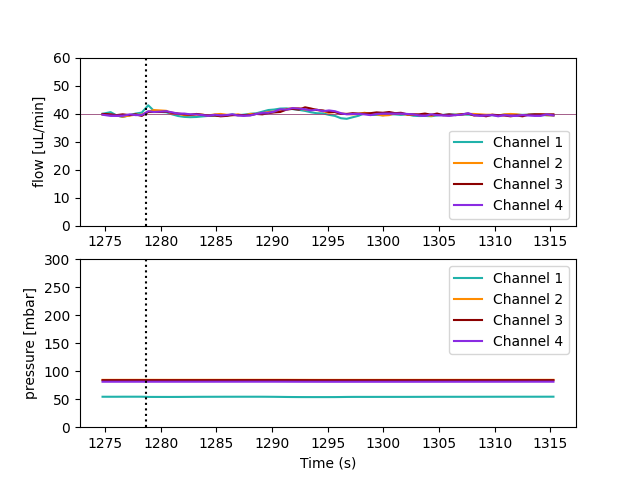 60
50
40
30
20
10
0
flow [uL/min]
Channel 1
Channel 2
Channel 3
Channel 4
1275 1280 1285 1290 1295 1300 1305 1310 1315
300
250
200
150
100
50
0
pressure [mbar]
Channel 1
Channel 2
Channel 3
Channel 4
1275 1280 1285 1290 1295 1300 1305 1310 1315
Time (s)